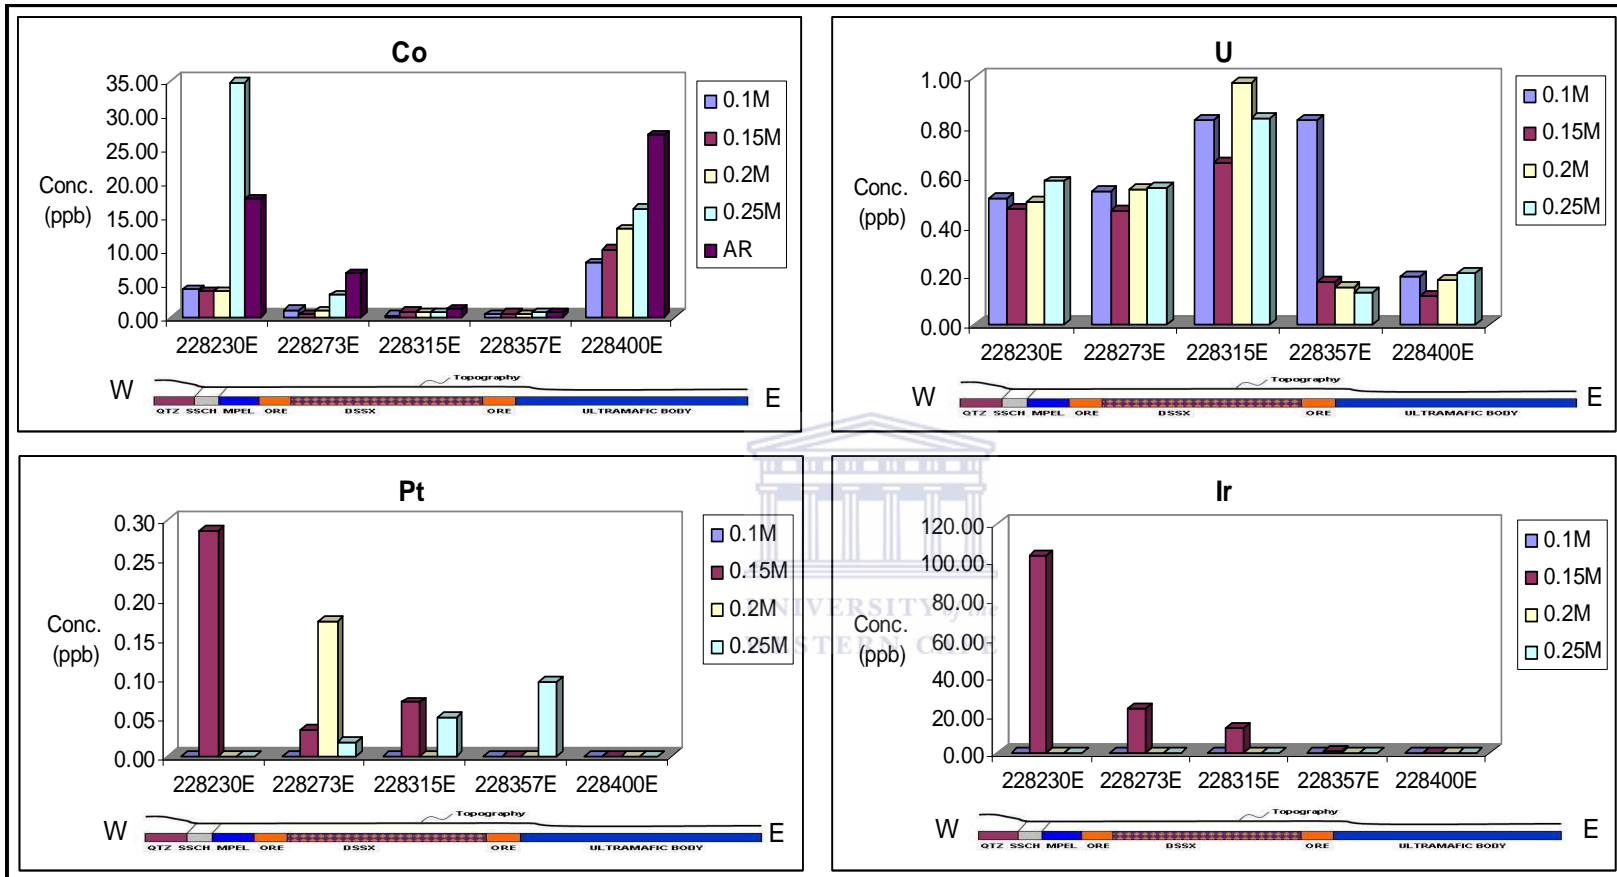 Co
35.00
30.00
25.00
20.00
15.00
10.00
5.00
0.00
Conc.
(ppb)
228230E 228273E 228315E 228357E 228400E
0.1M
0.15M
0.2M
0.25M
AR
W E
Topography
QTZ SSCH MPEL ORE DSSX ORE ULTRAMAFIC BODY
U
1.00
0.80
0.60
0.40
0.20
0.00
Conc.
(ppb)
228230E 228273E 228315E 228357E 228400E
0.1M
0.15M
0.2M
0.25M
W E
Topography
QTZ SSCH MPEL ORE DSSX ORE ULTRAMAFIC BODY
Pt
0.30
0.25
0.20
0.15
0.10
0.05
0.00
Conc.
(ppb)
228230E 228273E 228315E 228357E 228400E
0.1M
0.15M
0.2M
0.25M
W E
Topography
QTZ SSCH MPEL ORE DSSX ORE ULTRAMAFIC BODY
Ir
120.00
100.00
80.00
60.00
40.00
20.00
0.00
Conc.
(ppb)
228230E 228273E 228315E 228357E 228400E
0.1M
0.15M
0.2M
0.25M
W E
Topography
QTZ SSCH MPEL ORE DSSX ORE ULTRAMAFIC BODY
UNIVERSITY of the
WESTERN CAPE